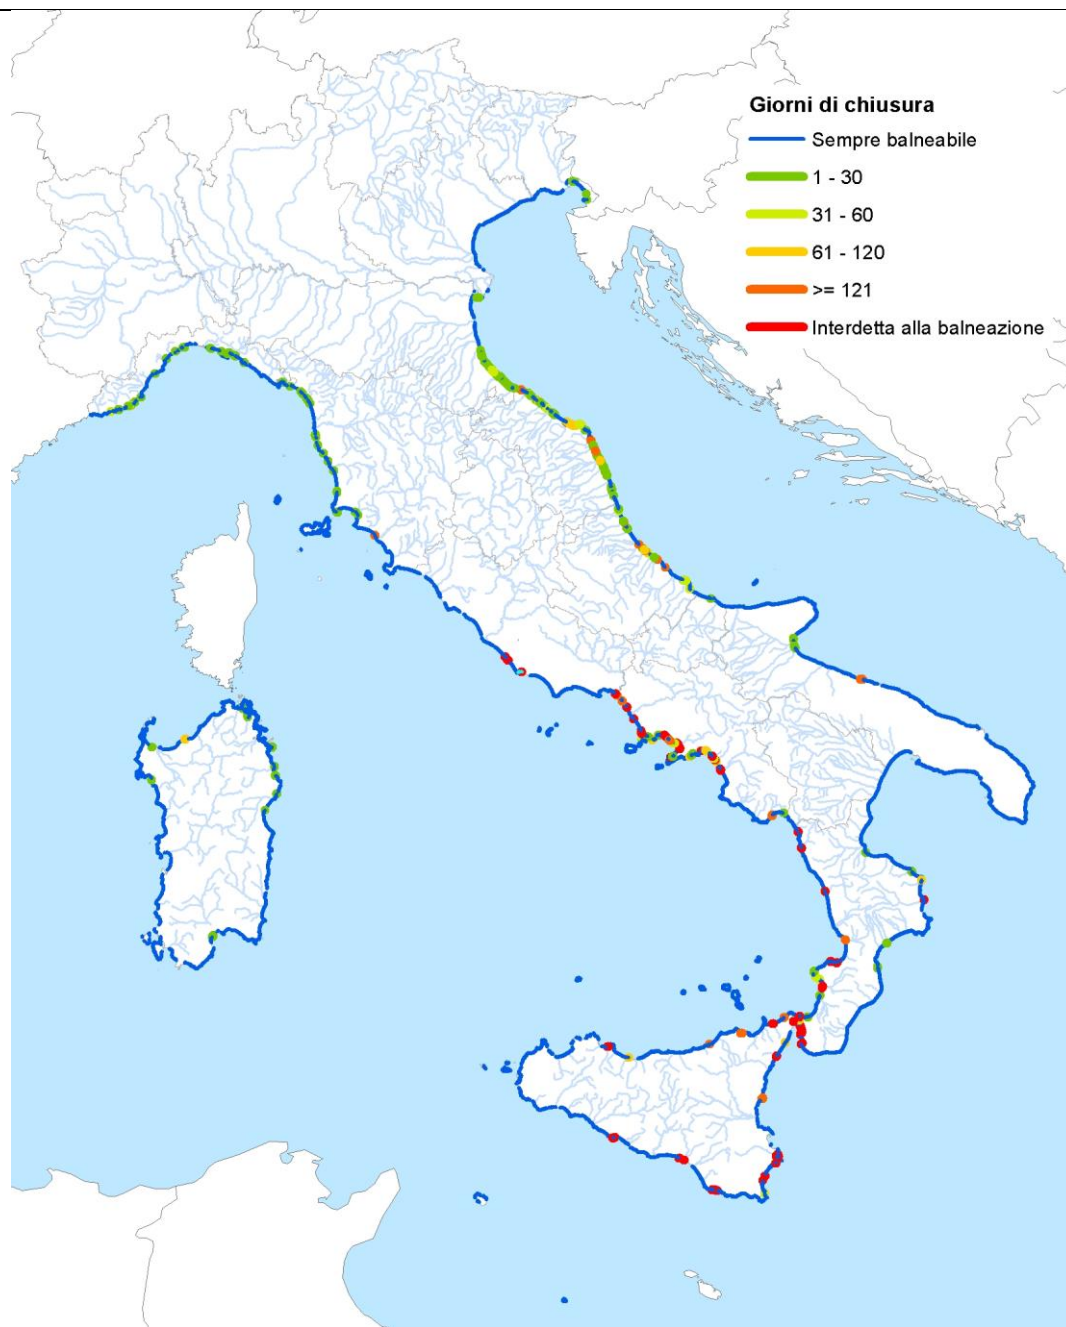 Giorni di chiusura
Sempre balneabile
1 - 30
31 - 60
61 - 120
>= 121
Interdetta alla balneazione